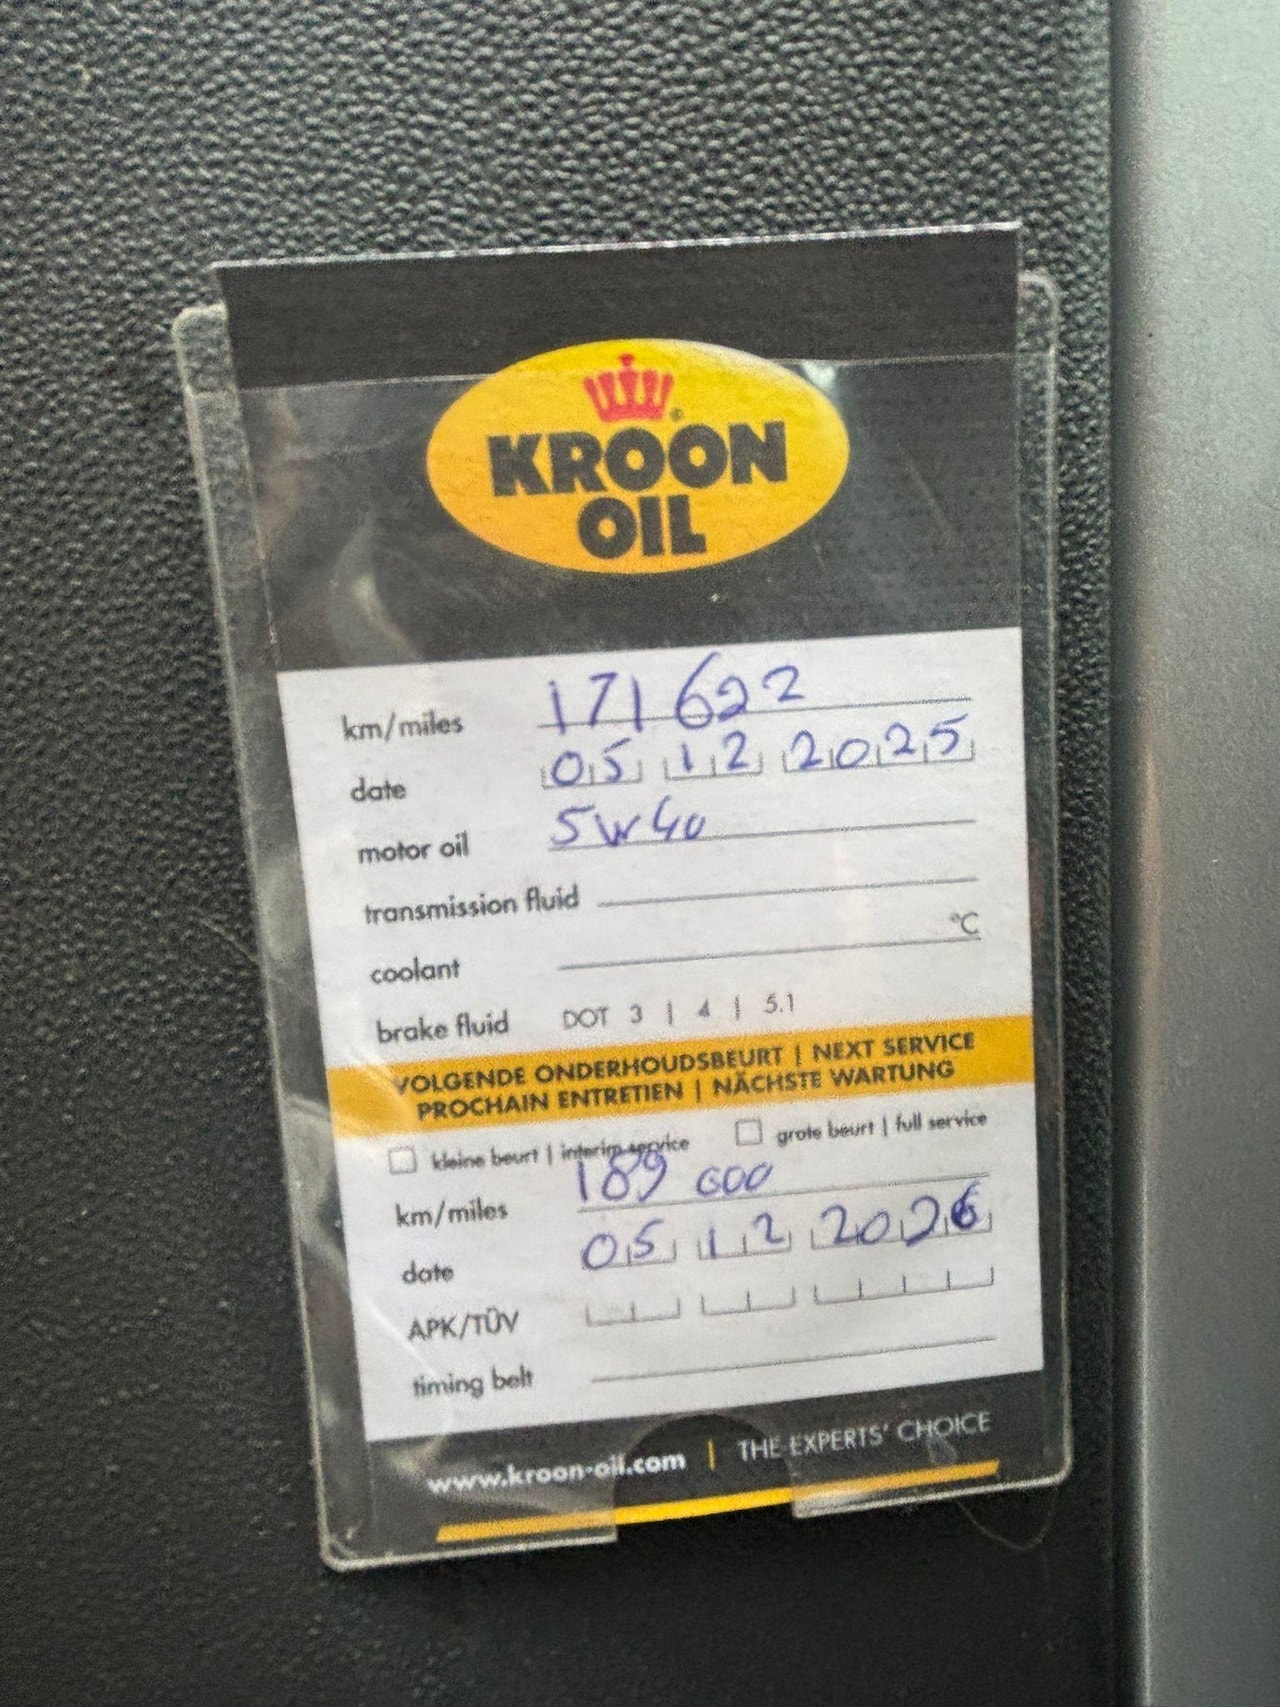 KROON
OIL
km/miles 171 622
date 05 12 2025
motor oil 5W40
transmission fluid
coolant °C
brake fluid DOT 3 | 4 | 5.1
VOLGENDE ONDERHOUDSBEURT | NEXT SERVICE
PROCHAIN ENTRETIEN | NÄCHSTE WARTUNG
kleine beurt | interim service grote beurt | full service
km/miles 189 000
date 05 12 2026
APK/TÜV
timing belt
www.kroon-oil.com | THE EXPERTS' CHOICE